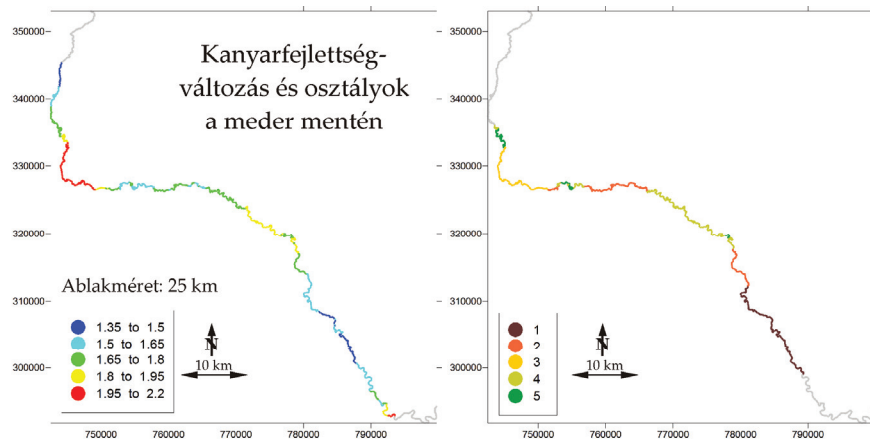 350000
340000
330000
320000
310000
300000
Kanyarfejlettség-
változás és osztályok
a meder mentén
Ablakméret: 25 km
1.35 to 1.5
1.5 to 1.65
1.65 to 1.8
1.8 to 1.95
1.95 to 2.2
N
10 km
750000 760000 770000 780000 790000
350000
340000
330000
320000
310000
300000
1
2
3
4
5
N
10 km
750000 760000 770000 780000 790000